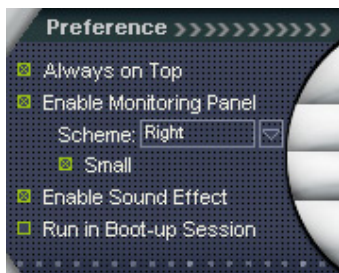 Preference >>>>>>>>>>>
Always on Top
Enable Monitoring Panel
Scheme: Right
Small
Enable Sound Effect
Run in Boot-up Session